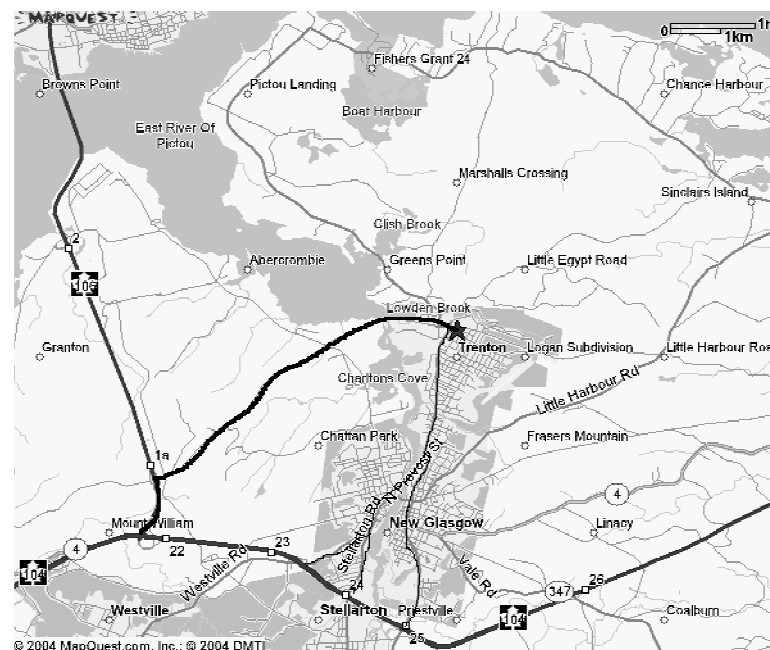 MAPQUEST
0
1km
Fishers Grant 24
Browns Point
Pictou Landing
Chance Harbour
Boat Harbour
East River Of
Pictou
Marshalls Crossing
Sinclairs Island
Clish Brook
2
106
Abercrombie
Greens Point
Little Egypt Road
Lowden Brook
Granton
Trenton
Logan Subdivision
Little Harbour Roa
Charltons Cove
Little Harbour Rd
Chattan Park
Frasers Mountain
1a
N Provost St
4
Stellarton Rd
Mount William
New Glasgow
Linacy
4
22
23
Westville Rd
Vale Rd
104
24
347
26
Westville
Stellarton
Priestville
104
Coalburn
25
© 2004 MapQuest.com, Inc.; © 2004 DMTI